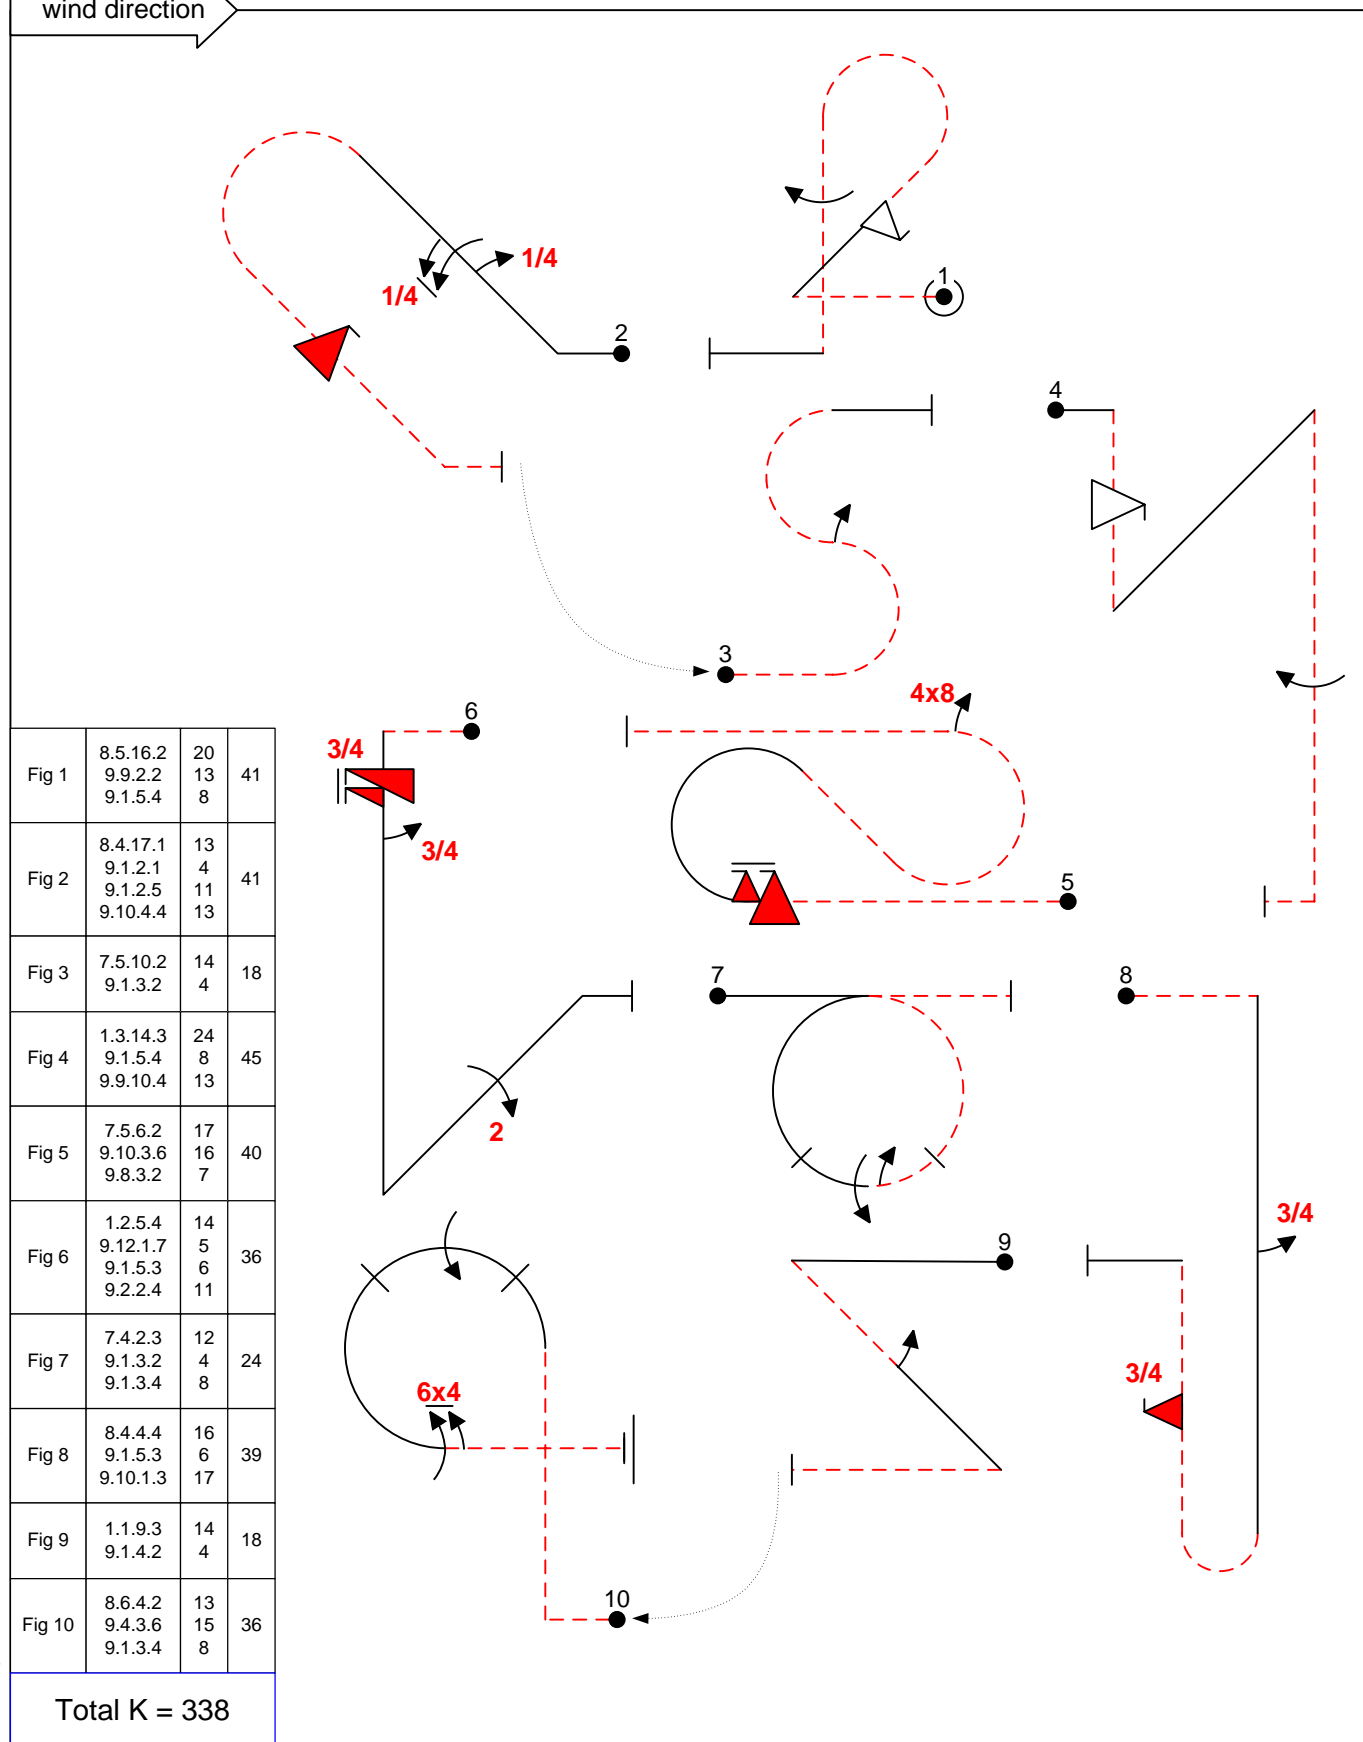 wind direction
1
1/4
1/4
2
4
3
4x8
6
3/4
3/4
5
7
8
2
3/4
9
3/4
6x4
10
Fig 1 8.5.16.2 20 41
9.9.2.2 13
9.1.5.4 8
Fig 2 8.4.17.1 13 41
9.1.2.1 4
9.1.2.5 11
9.10.4.4 13
Fig 3 7.5.10.2 14 18
9.1.3.2 4
Fig 4 1.3.14.3 24 45
9.1.5.4 8
9.9.10.4 13
Fig 5 7.5.6.2 17 40
9.10.3.6 16
9.8.3.2 7
Fig 6 1.2.5.4 14 36
9.12.1.7 5
9.1.5.3 6
9.2.2.4 11
Fig 7 7.4.2.3 12 24
9.1.3.2 4
9.1.3.4 8
Fig 8 8.4.4.4 16 39
9.1.5.3 6
9.10.1.3 17
Fig 9 1.1.9.3 14 18
9.1.4.2 4
Fig 10 8.6.4.2 13 36
9.4.3.6 15
9.1.3.4 8
Total K = 338